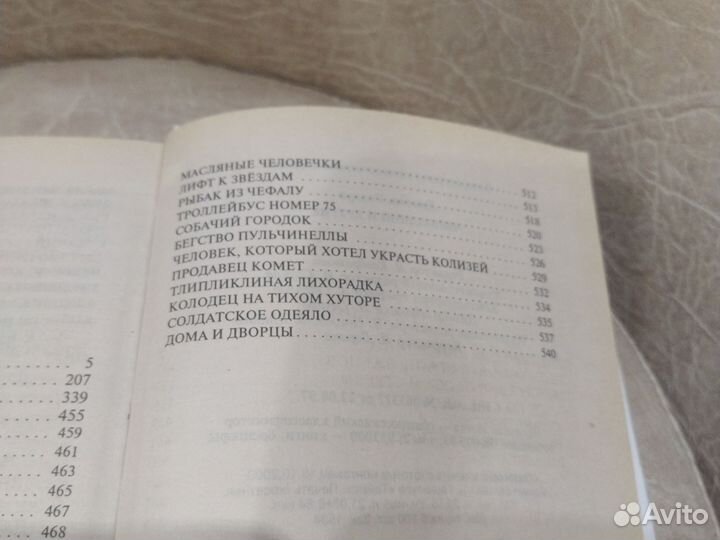 5
207
339
455
459
461
463
465
467
468
МАСЛЯНЫЕ ЧЕЛОВЕЧКИ 512
ЛИФТ К ЗВЁЗДАМ 515
РЫБАК ИЗ ЧЕФАЛУ 518
ТРОЛЛЕЙБУС НОМЕР 75 520
СОБАЧИЙ ГОРОДОК 523
БЕГСТВО ПУЛЬЧИНЕЛЛЫ 526
ЧЕЛОВЕК, КОТОРЫЙ ХОТЕЛ УКРАСТЬ КОЛИЗЕЙ 529
ПРОДАВЕЦ КОМЕТ 532
ТЛИПЛИКЛИНАЯ ЛИХОРАДКА 534
КОЛОДЕЦ НА ТИХОМ ХУТОРЕ 535
СОЛДАТСКОЕ ОДЕЯЛО 537
ДОМА И ДВОРЦЫ 540
Avito